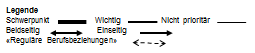 Legende
Schwerpunkt Wichtig Nicht prioritär
Beidseitig Einseitig
«Reguläre Berufsbeziehungen»